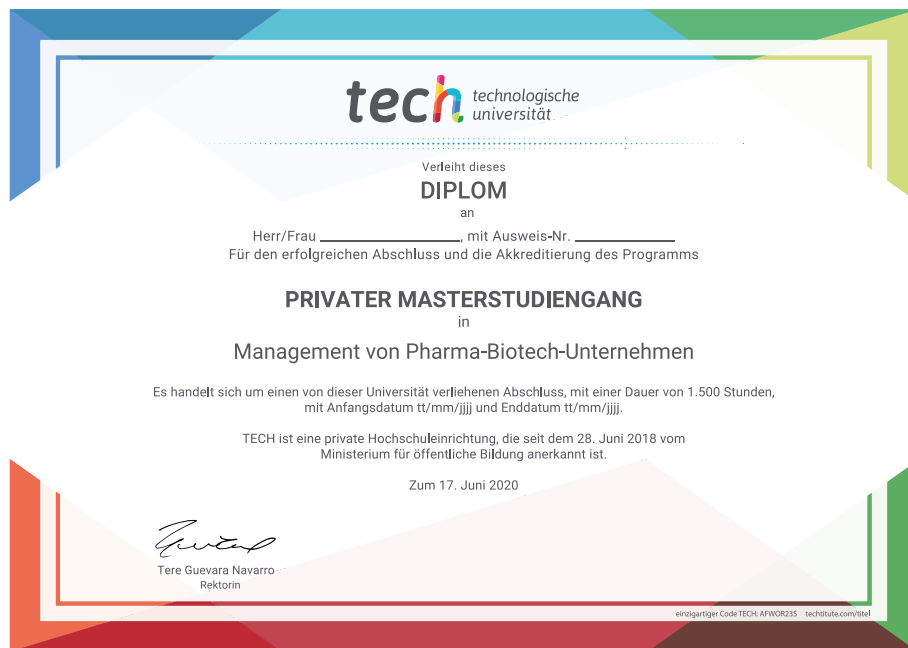 tech technologische
universität
Verleiht dieses
DIPLOM
an
Herr/Frau ____________________, mit Ausweis-Nr. ______________
Für den erfolgreichen Abschluss und die Akkreditierung des Programms
PRIVATER MASTERSTUDIENGANG
in
Management von Pharma-Biotech-Unternehmen
Es handelt sich um einen von dieser Universität verliehenen Abschluss, mit einer Dauer von 1.500 Stunden,
mit Anfangsdatum tt/mm/jjjj und Enddatum tt/mm/jjjj.
TECH ist eine private Hochschuleinrichtung, die seit dem 28. Juni 2018 vom
Ministerium für öffentliche Bildung anerkannt ist.
Zum 17. Juni 2020
Tere Guevara Navarro
Rektorin
einzigartiger Code TECH: AFWOR23S techtitute.com/titel